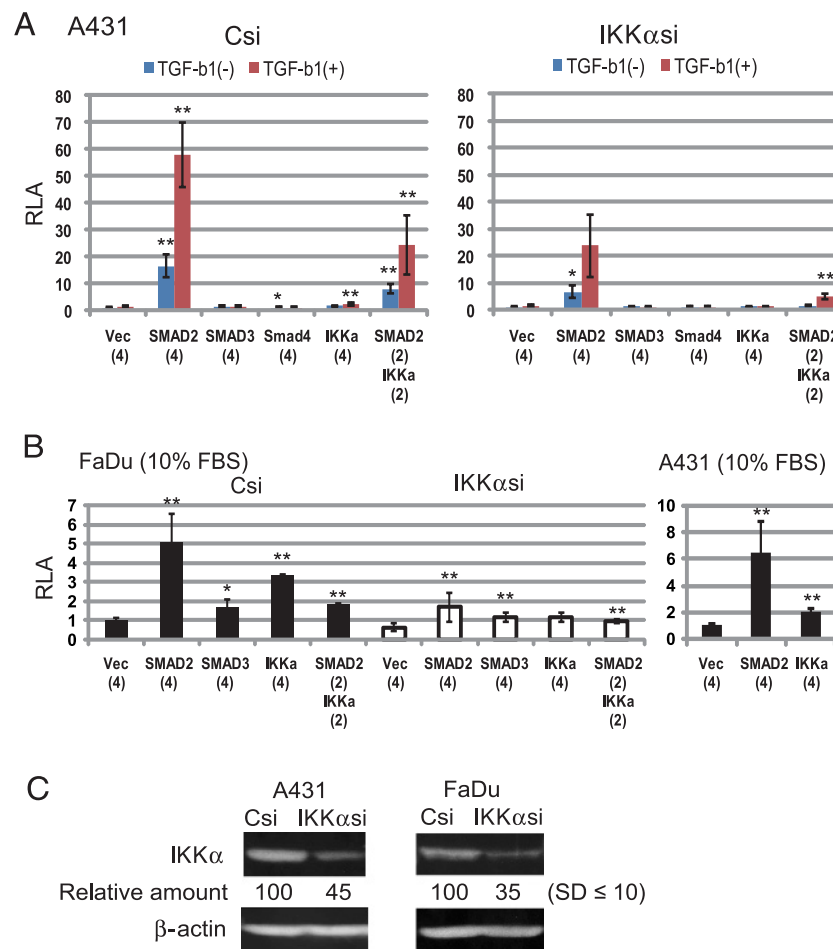 A A431
Csi
IKKαsi
TGF-b1(-) TGF-b1(+)
TGF-b1(-) TGF-b1(+)
RLA
80
70
60
50
40
30
20
10
0
** ** * ** ** **
Vec (4)
SMAD2 (4)
SMAD3 (4)
Smad4 (4)
IKKa (4)
SMAD2 (2) IKKa (2)
80
70
60
50
40
30
20
10
0
* **
Vec (4)
SMAD2 (4)
SMAD3 (4)
Smad4 (4)
IKKa (4)
SMAD2 (2) IKKa (2)
B
FaDu (10% FBS)
Csi
IKKαsi
RLA
7
6
5
4
3
2
1
0
** * ** ** ** ** **
Vec (4)
SMAD2 (4)
SMAD3 (4)
IKKa (4)
SMAD2 (2) IKKa (2)
Vec (4)
SMAD2 (4)
SMAD3 (4)
IKKa (4)
SMAD2 (2) IKKa (2)
A431 (10% FBS)
10
8
6
4
2
0
** **
Vec (4)
SMAD2 (4)
IKKa (4)
C
A431
FaDu
Csi IKKαsi
Csi IKKαsi
IKKα
Relative amount 100 45 100 35 (SD ≤ 10)
β-actin